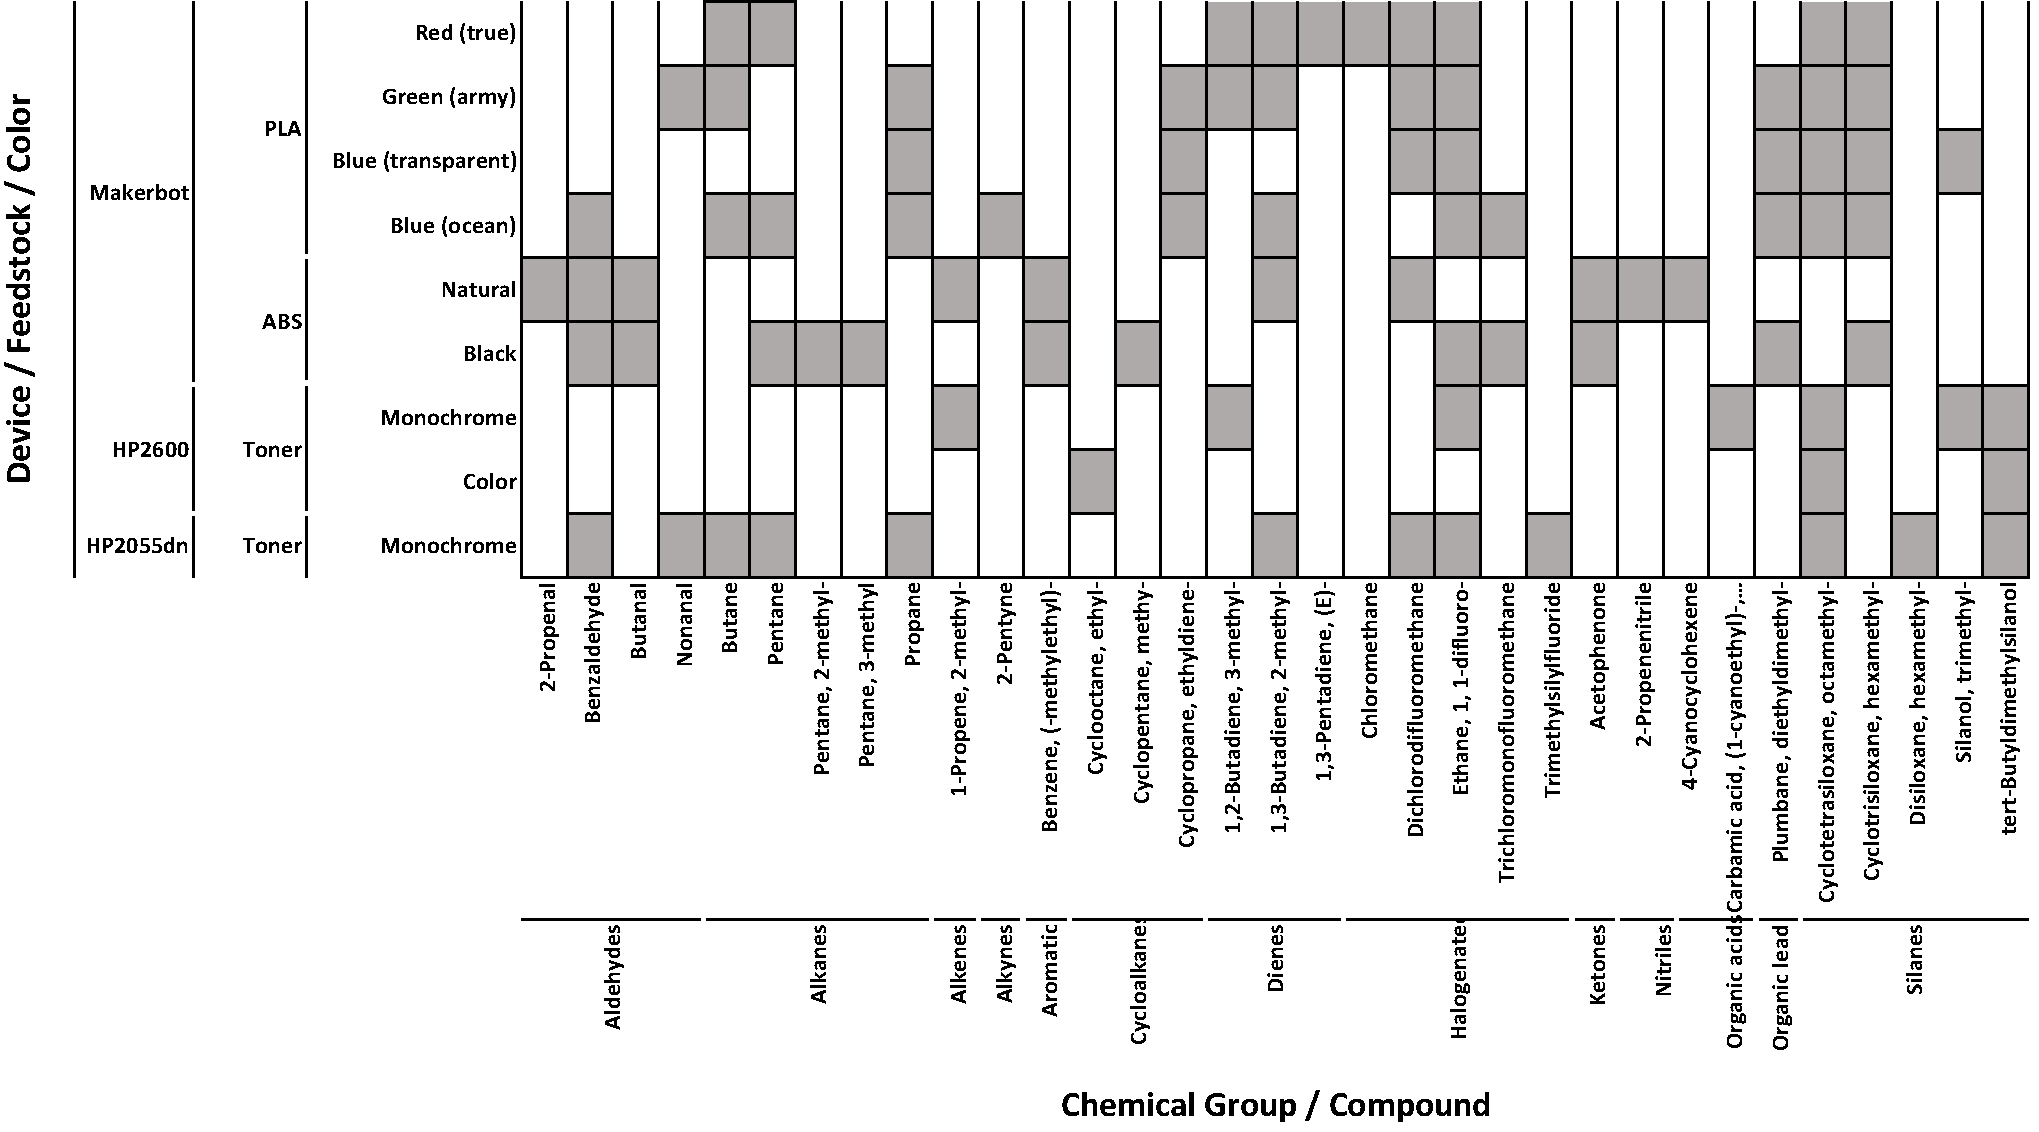 Device / Feedstock / Color
Makerbot
HP2600
HP2055dn
PLA
ABS
Toner
Toner
Red (true)
Green (army)
Blue (transparent)
Blue (ocean)
Natural
Black
Monochrome
Color
Monochrome
2-Propenal
Benzaldehyde
Butanal
Nonanal
Butane
Pentane
Pentane, 2-methyl-
Pentane, 3-methyl
Propane
1-Propene, 2-methyl-
2-Pentyne
Benzene, (-methylethyl)-
Cyclooctane, ethyl-
Cyclopentane, methy-
Cyclopropane, ethyldiene-
1,2-Butadiene, 3-methyl-
1,3-Butadiene, 2-methyl-
1,3-Pentadiene, (E)-
Chloromethane
Dichlorodifluoromethane
Ethane, 1, 1-difluoro-
Trichloromonofluoromethane
Trimethylsilyfluoride
Acetophenone
2-Propenenitrile
4-Cyanocyclohexene
Carbamic acid, (1-cyanoethyl)-,...
Plumbane, diethyldimethyl-
Cyclotetrasiloxane, octamethyl-
Cyclotrisiloxane, hexamethyl-
Disiloxane, hexamethyl-
Silanol, trimethyl-
tert-Butyldimethylsilanol
Aldehydes
Alkanes
Alkenes
Alkynes
Aromatic
Cycloalkanes
Dienes
Halogenated
Ketones
Nitriles
Organic acids
Organic lead
Silanes
Chemical Group / Compound